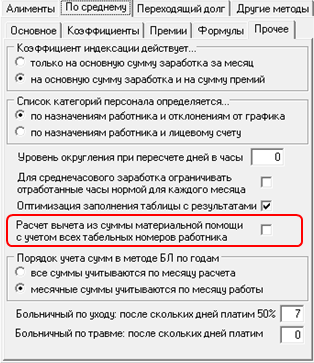 Алименты По среднему Переходящий долг Другие методы
Основное Коэффициенты Премии Формулы Прочее
Коэффициент индексации действует...
только на основную сумму заработка за месяц
на основную сумму заработка и на сумму премий
Список категорий персонала определяется...
по назначениям работника и отклонениям от графика
по назначениям работника и лицевому счету
Уровень округления при пересчете дней в часы 0
Для среднечасового заработка ограничивать
отработанные часы нормой для каждого месяца
Оптимизация заполнения таблицы с результатами
Расчет вычета из суммы материальной помощи
с учетом всех табельных номеров работника
Порядок учета сумм в методе БЛ по годам
все суммы учитываются по месяцу расчета
месячные суммы учитываются по месяцу работы
Больничный по уходу: после скольких дней платим 50% 7
Больничный по травме: после скольких дней платим 0